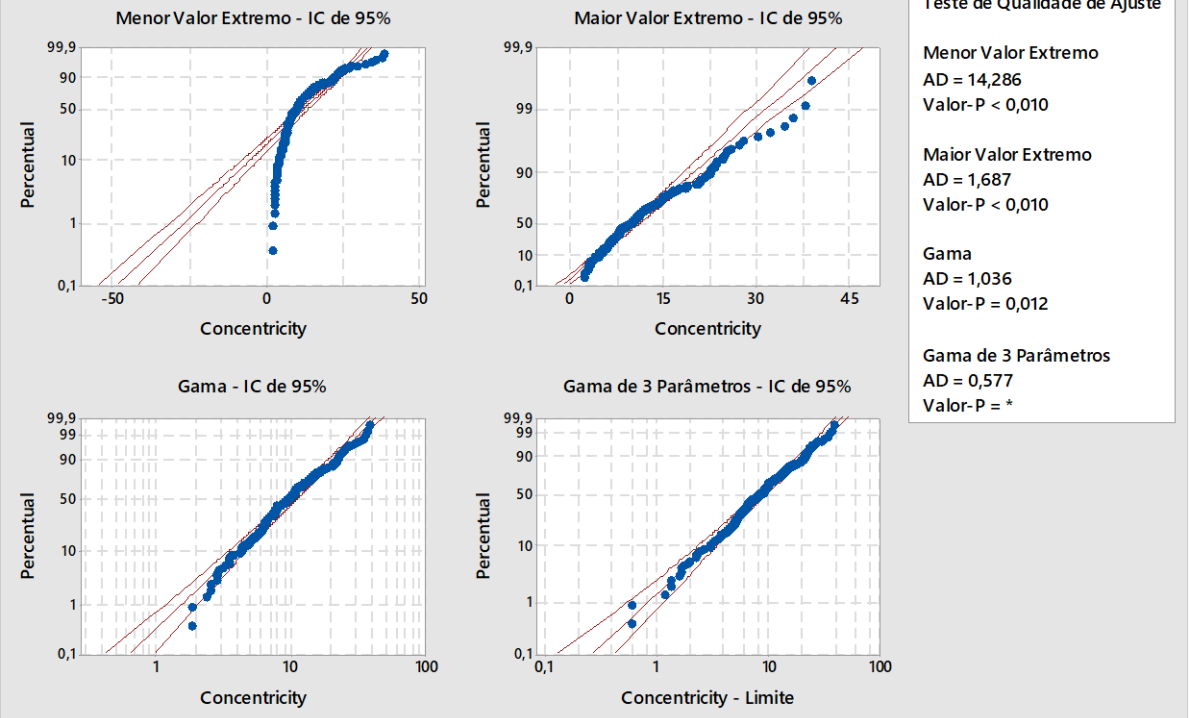 Menor Valor Extremo - IC de 95%
99,9
90
50
10
1
0,1
Percentual
-50
0
50
Concentricity
Maior Valor Extremo - IC de 95%
99,9
99
90
50
10
0,1
Percentual
0
15
30
45
Concentricity
Teste de Qualidade de Ajuste
Menor Valor Extremo
AD = 14,286
Valor-P < 0,010
Maior Valor Extremo
AD = 1,687
Valor-P < 0,010
Gama
AD = 1,036
Valor-P = 0,012
Gama de 3 Parâmetros
AD = 0,577
Valor-P = *
Gama - IC de 95%
99,9
99
90
50
10
1
0,1
Percentual
1
10
100
Concentricity
Gama de 3 Parâmetros - IC de 95%
99,9
99
90
50
10
1
0,1
Percentual
0,1
1
10
100
Concentricity - Limite